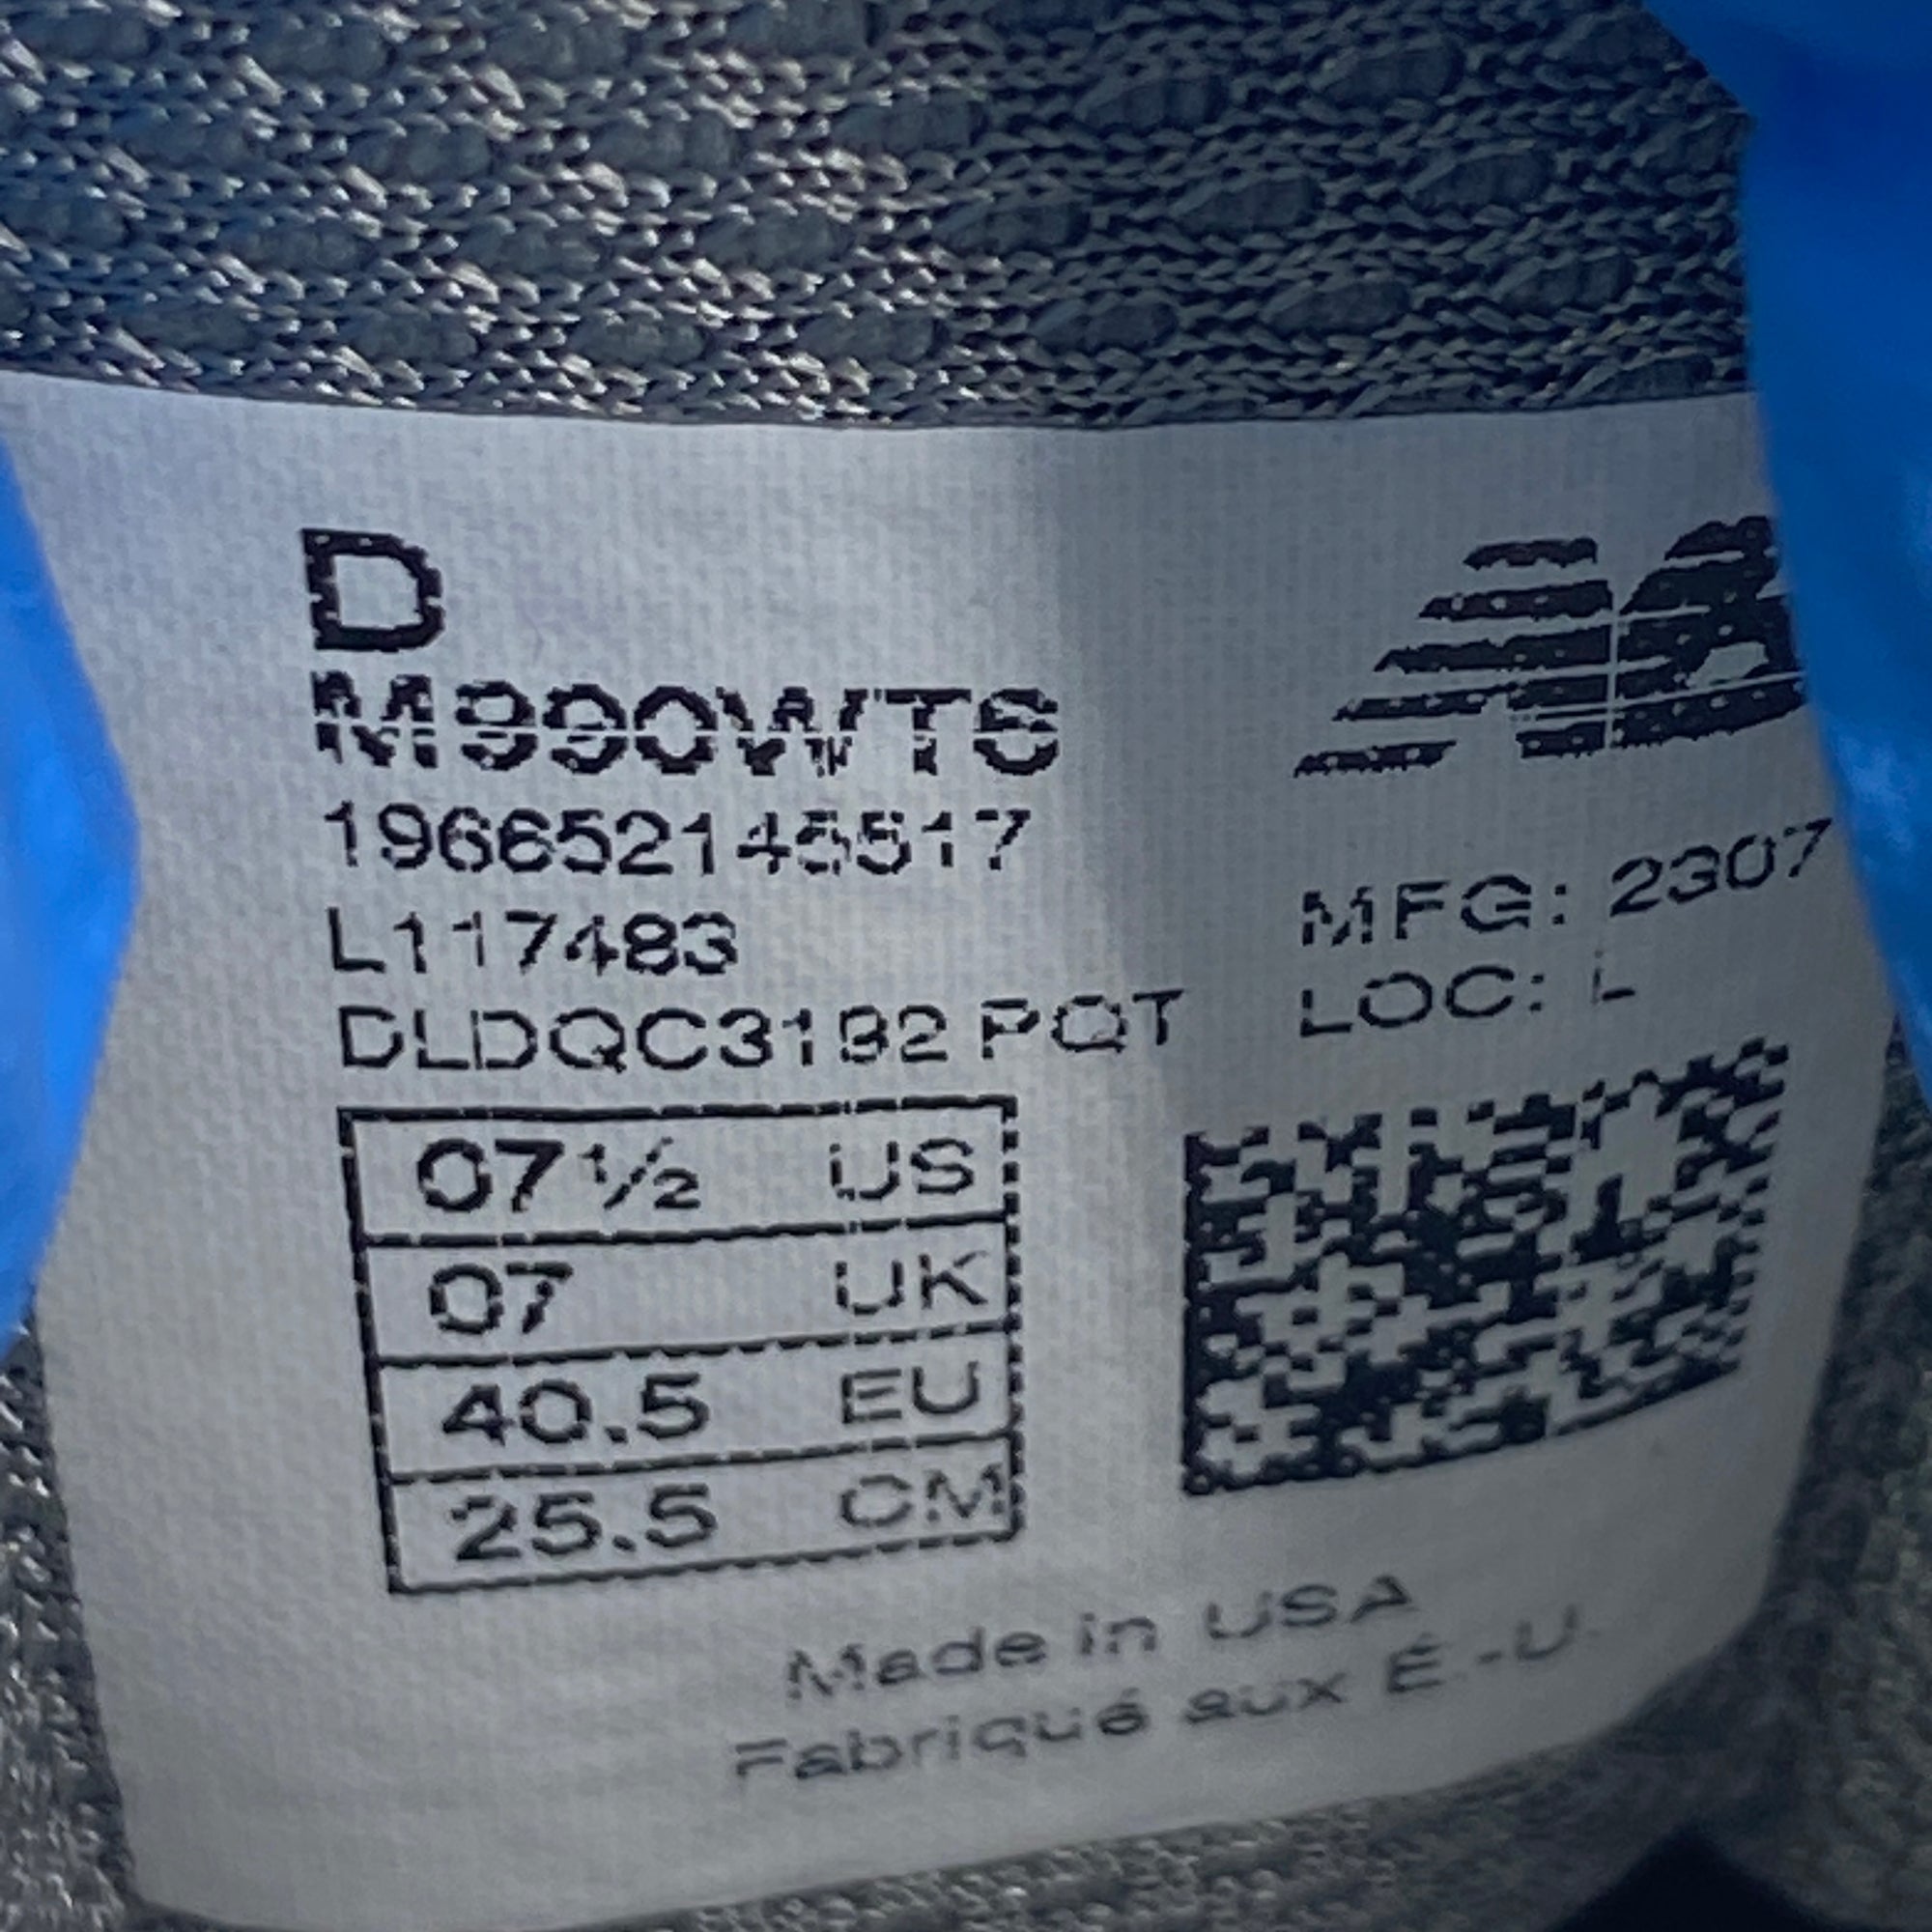 D
M990WT6
196652145517
L117483
DLDQC3192 PQT
MFG: 2307
LOC: L
07½ US
07 UK
40.5 EU
25.5 CM
Made in USA
Fabriqué aux É.-U.